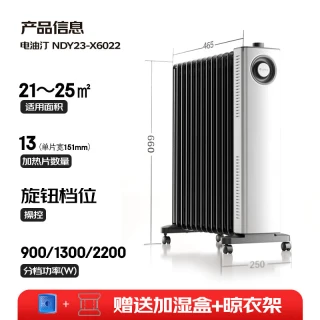 产品信息
电油汀 NDY23-X6022
21～25㎡
适用面积
13(单片宽151mm)
加热片数量
旋钮档位
操控
900/1300/2200
分档功率(W)
465
660
250
赠送加湿盒+晾衣架